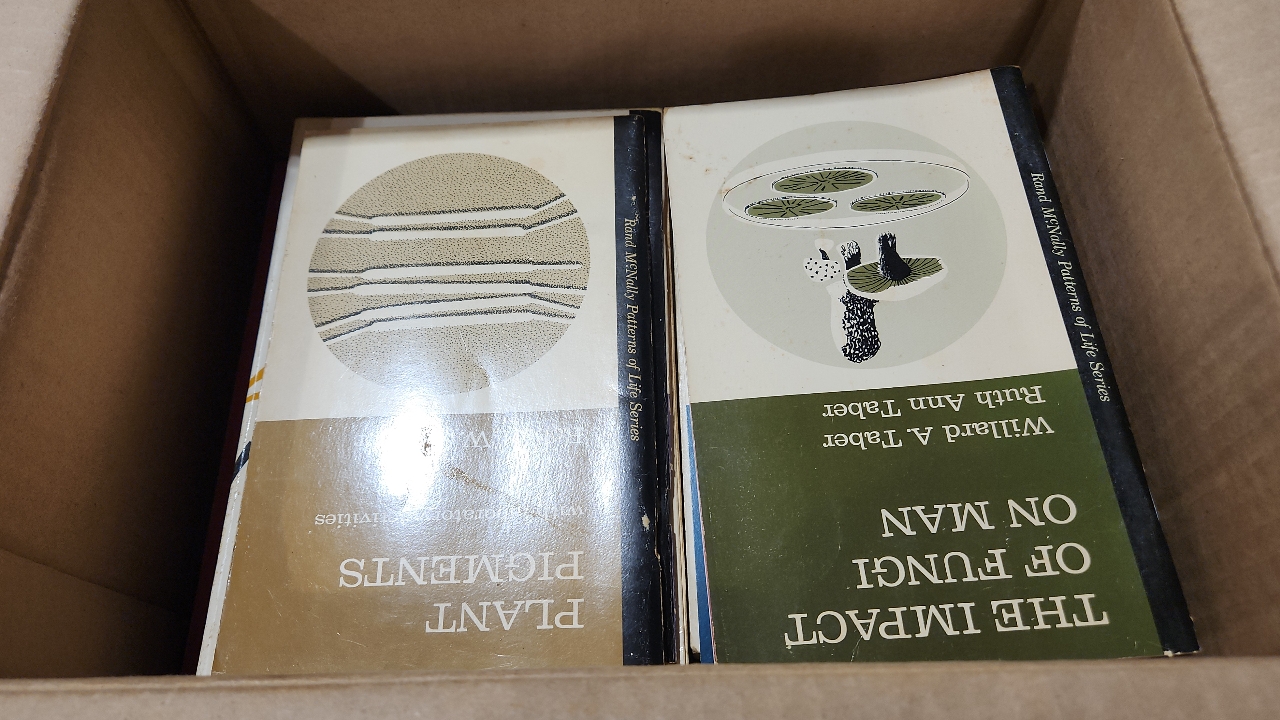 PLANT
PIGMENTS
with
Rand McNally Patterns of Life Series
THE IMPACT
OF FUNGI
ON MAN
Willard A. Taber
Ruth Ann Taber
Rand McNally Patterns of Life Series